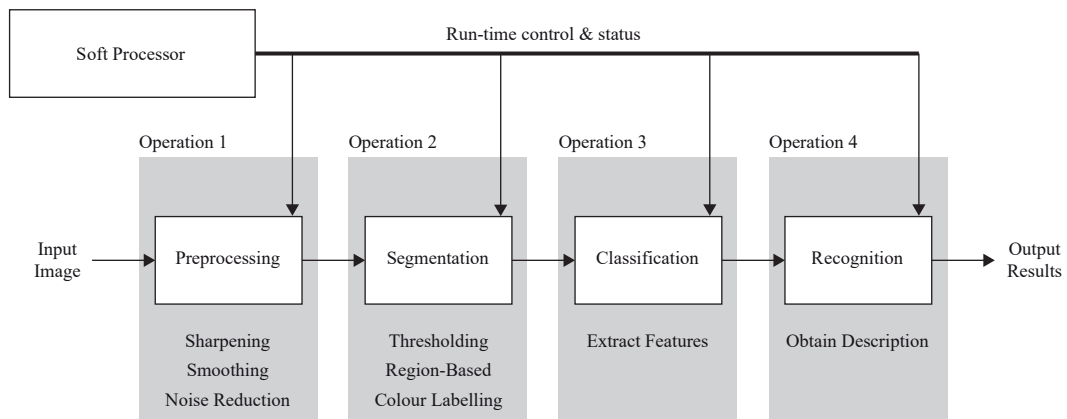 Soft Processor
Run-time control & status
Operation 1
Operation 2
Operation 3
Operation 4
Input
Image
Preprocessing
Segmentation
Classification
Recognition
Output
Results
Sharpening
Smoothing
Noise Reduction
Thresholding
Region-Based
Colour Labelling
Extract Features
Obtain Description